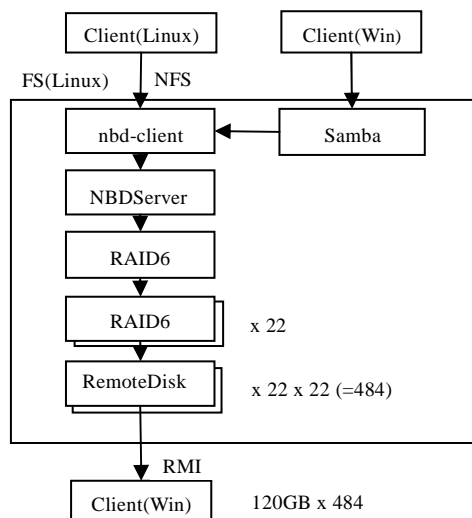 Client(Linux)
Client(Win)
FS(Linux)
NFS
nbd-client
Samba
NBDServer
RAID6
RAID6
x 22
RemoteDisk
x 22 x 22 (=484)
RMI
Client(Win)
120GB x 484